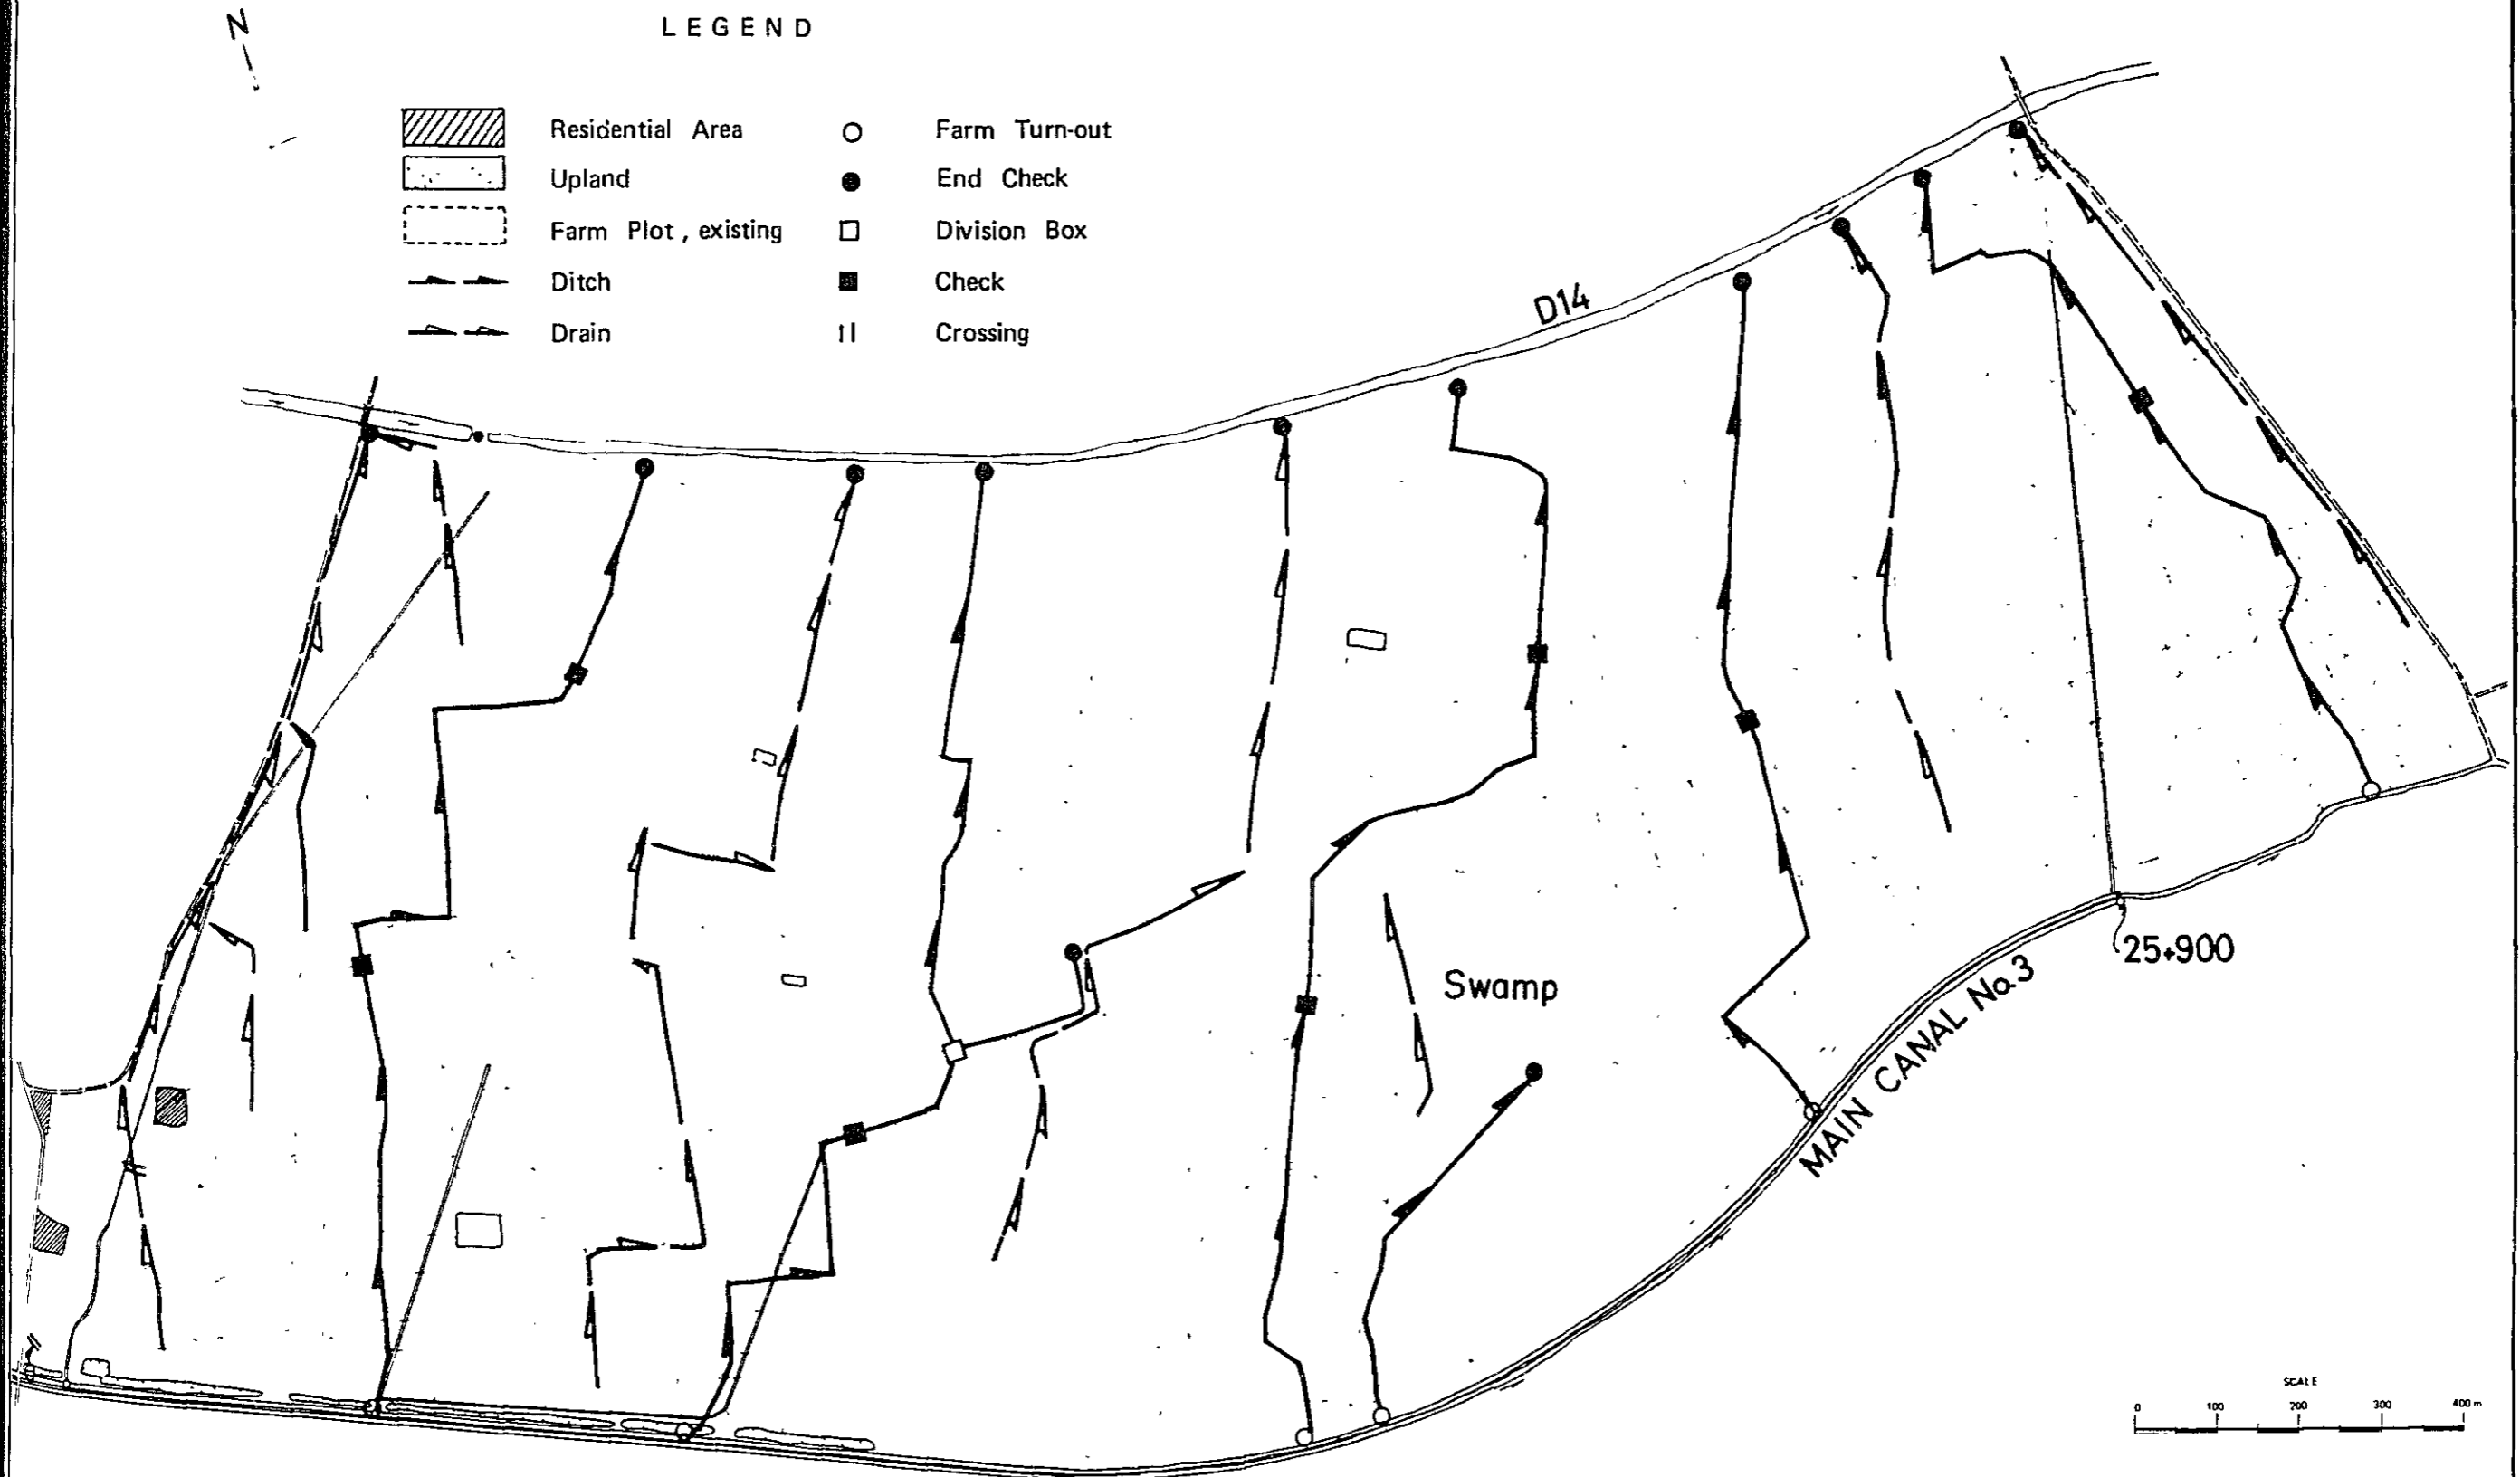 N
LEGEND
Residential Area
Farm Turn-out
Upland
End Check
Farm Plot, existing
Division Box
Ditch
Check
Drain
Crossing
D14
Swamp
25+900
MAIN CANAL No.3
SCALE
0 100 200 300 400 m